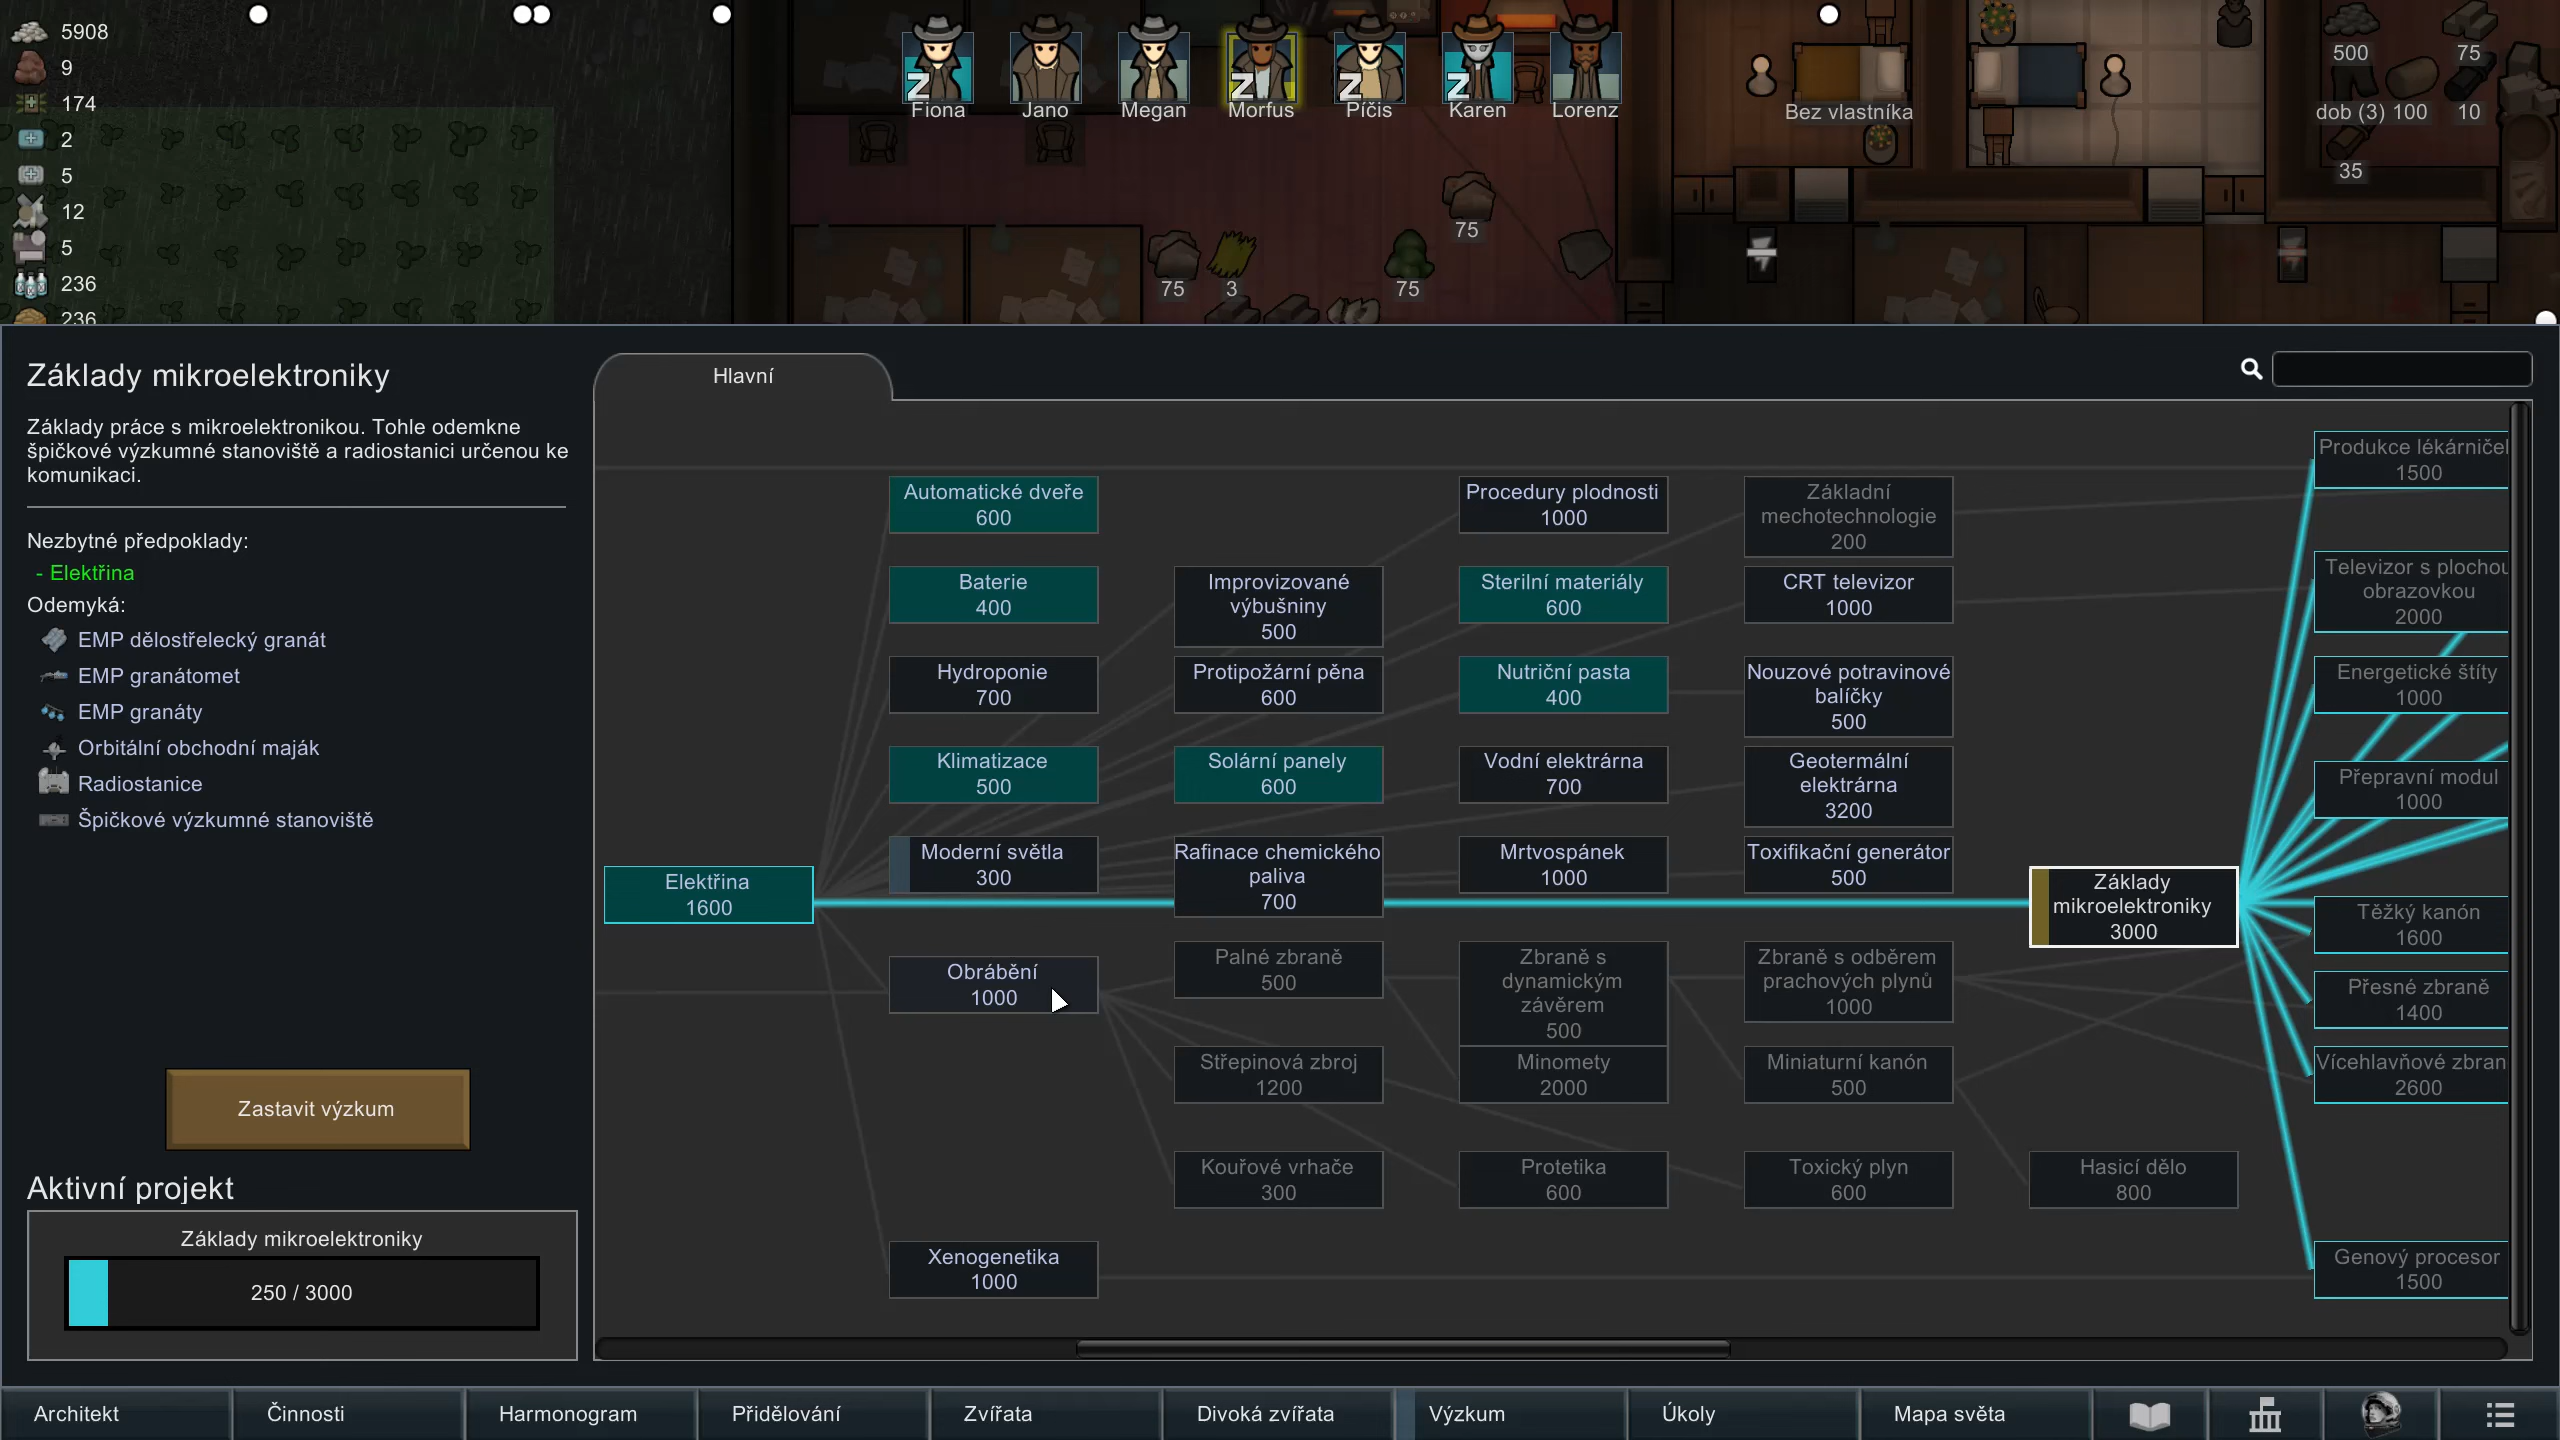 5908
9
174
2
5
12
5
236
236
Fiona
Jano
Megan
Morfus
Píčis
Karen
Lorenz
Bez vlastníka
500
75
dob (3) 100
10
35
75
75
3
75
Základy mikroelektroniky
Základy práce s mikroelektronikou. Tohle odemkne
špičkové výzkumné stanoviště a radiostanici určenou ke
komunikaci.
Nezbytné předpoklady:
- Elektřina
Odemyká:
EMP dělostřelecký granát
EMP granátomet
EMP granáty
Orbitální obchodní maják
Radiostanice
Špičkové výzkumné stanoviště
Zastavit výzkum
Aktivní projekt
Základy mikroelektroniky
250 / 3000
Hlavní
Elektřina
1600
Automatické dveře
600
Baterie
400
Hydroponie
700
Klimatizace
500
Moderní světla
300
Obrábění
1000
Xenogenetika
1000
Improvizované
výbušniny
500
Protipožární pěna
600
Solární panely
600
Rafinace chemického
paliva
700
Palné zbraně
500
Střepinová zbroj
1200
Kouřové vrhače
300
Procedury plodnosti
1000
Sterilní materiály
600
Nutriční pasta
400
Vodní elektrárna
700
Mrtvospánek
1000
Zbraně s
dynamickým
závěrem
500
Minomety
2000
Protetika
600
Základní
mechotechnologie
200
CRT televizor
1000
Nouzové potravinové
balíčky
500
Geotermální
elektrárna
3200
Toxifikační generátor
500
Zbraně s odběrem
prachových plynů
1000
Miniaturní kanón
500
Toxický plyn
600
Základy
mikroelektroniky
3000
Hasicí dělo
800
Produkce lékárniček
1500
Televizor s plochou
obrazovkou
2000
Energetické štíty
1000
Přepravní modul
1000
Těžký kanón
1600
Přesné zbraně
1400
Vícehlavňové zbran
2600
Genový procesor
1500
Architekt
Činnosti
Harmonogram
Přidělování
Zvířata
Divoká zvířata
Výzkum
Úkoly
Mapa světa